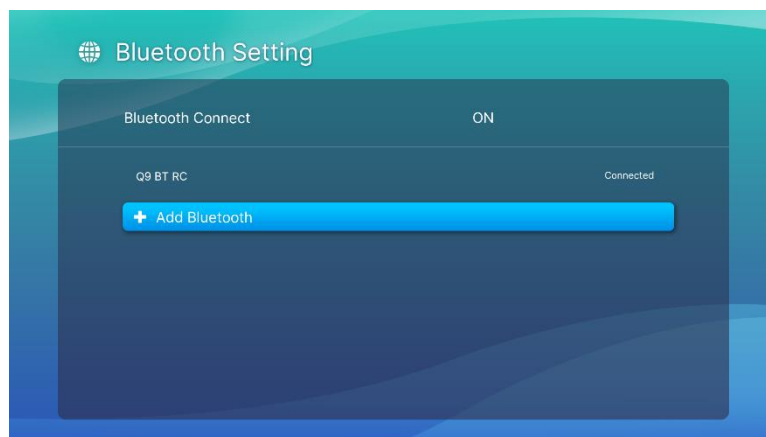 Bluetooth Setting
Bluetooth Connect ON
Q9 BT RC Connected
+ Add Bluetooth